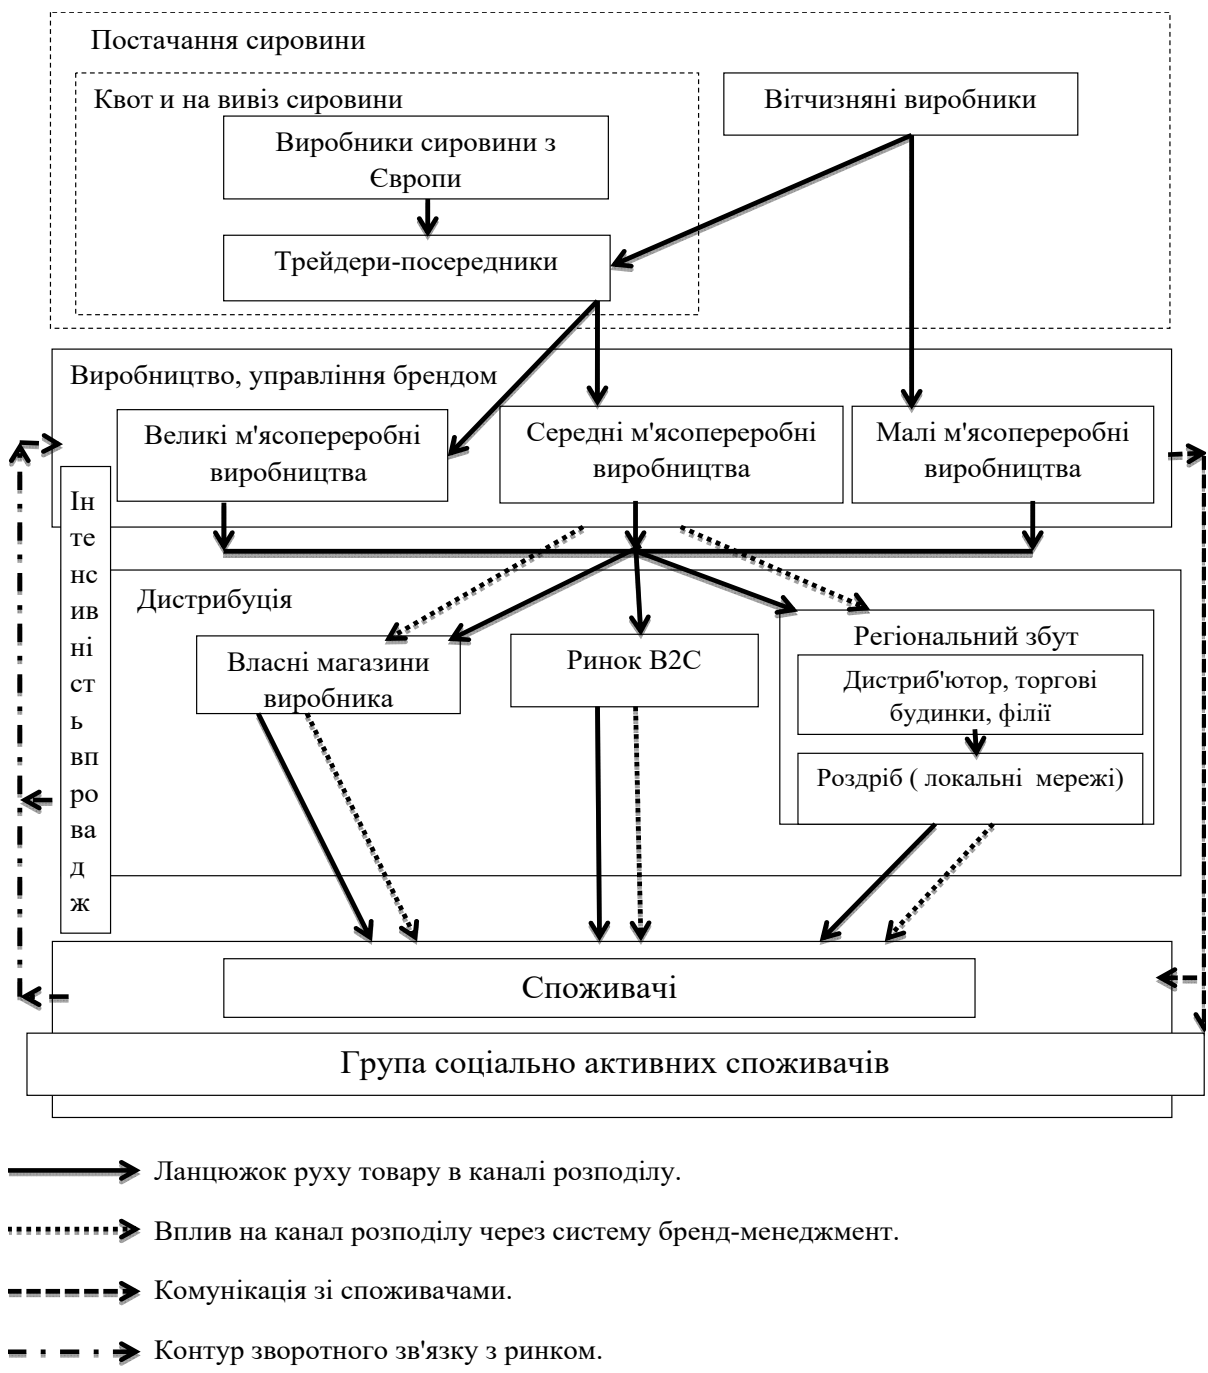 Постачання сировини
Квот и на вивіз сировини
Вітчизняні виробники
Виробники сировини з
Європи
Трейдери-посередники
Виробництво, управління брендом
Великі м'ясопереробні
виробництва
Середні м'ясопереробні
виробництва
Малі м'ясопереробні
виробництва
Ін
те
нс
ив
ні
ст
ь
вп
ро
ва
д
ж
Дистрибуція
Власні магазини
виробника
Ринок B2C
Регіональний збут
Дистриб'ютор, торгові
будинки, філії
Роздріб ( локальні мережі)
Споживачі
Група соціально активних споживачів
Ланцюжок руху товару в каналі розподілу.
Вплив на канал розподілу через систему бренд-менеджмент.
Комунікація зі споживачами.
Контур зворотного зв'язку з ринком.